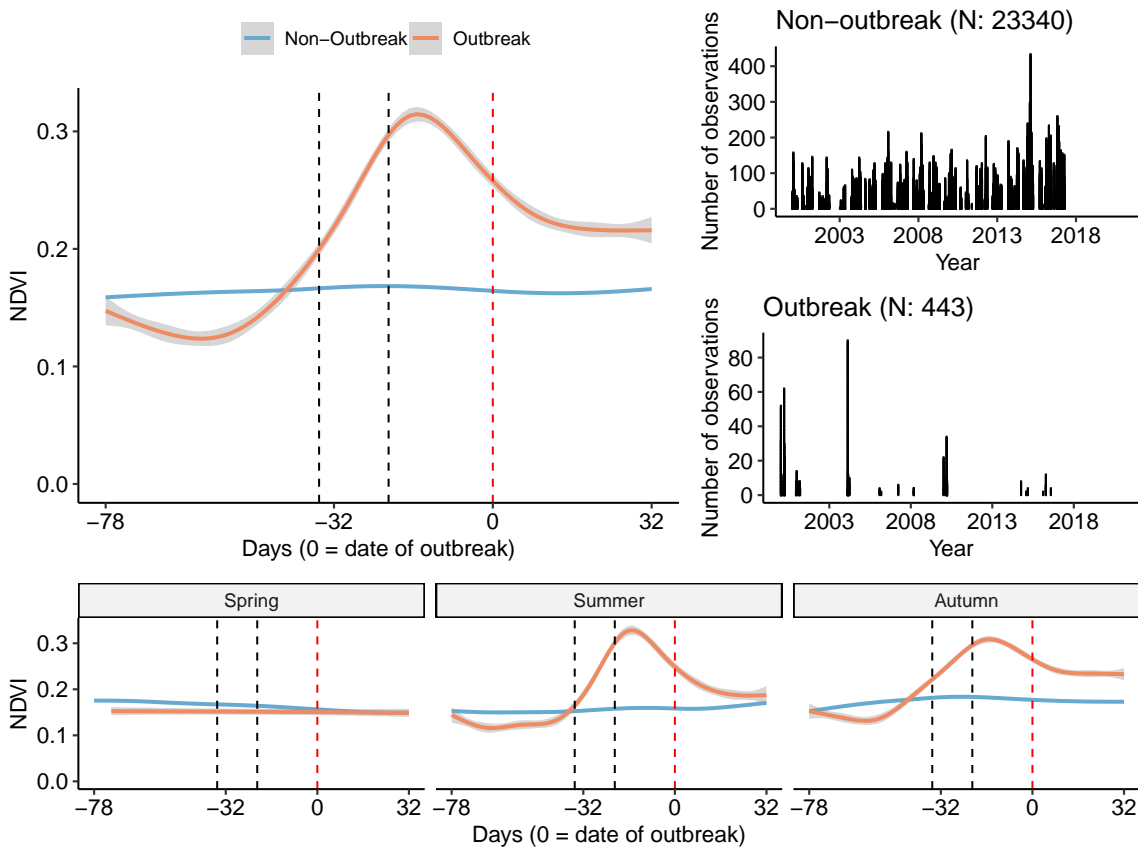 Non−Outbreak Outbreak
NDVI
0.3
0.2
0.1
0.0
−78 −32 0 32
Days (0 = date of outbreak)
Non−outbreak (N: 23340)
Number of observations
400
300
200
100
0
2003 2008 2013 2018
Year
Outbreak (N: 443)
Number of observations
80
60
40
20
0
2003 2008 2013 2018
Year
Spring Summer Autumn
NDVI
0.3
0.2
0.1
0.0
−78 −32 0 32 −78 −32 0 32 −78 −32 0 32
Days (0 = date of outbreak)